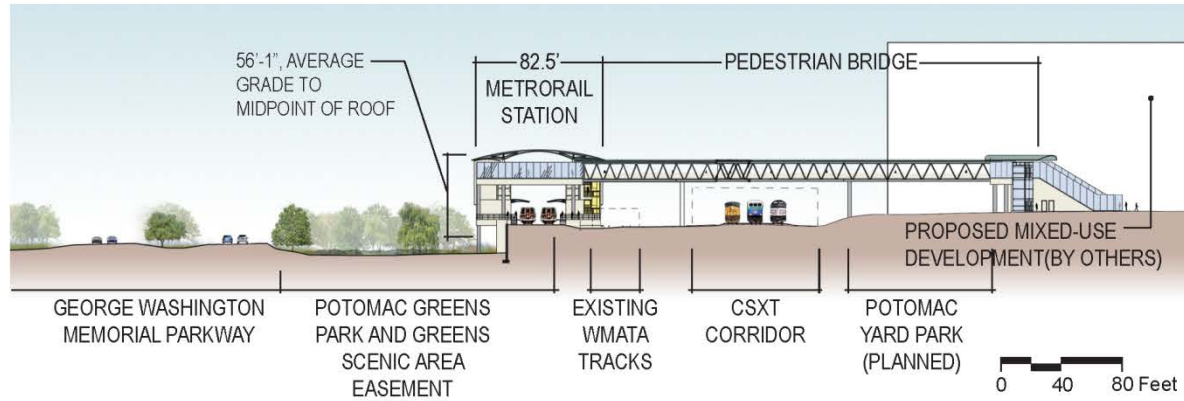 56'-1", AVERAGE
GRADE TO
MIDPOINT OF ROOF
82.5'
METRORAIL
STATION
PEDESTRIAN BRIDGE
PROPOSED MIXED-USE
DEVELOPMENT(BY OTHERS)
GEORGE WASHINGTON
MEMORIAL PARKWAY
POTOMAC GREENS
PARK AND GREENS
SCENIC AREA
EASEMENT
EXISTING
WMATA
TRACKS
CSXT
CORRIDOR
POTOMAC
YARD PARK
(PLANNED)
0 40 80 Feet